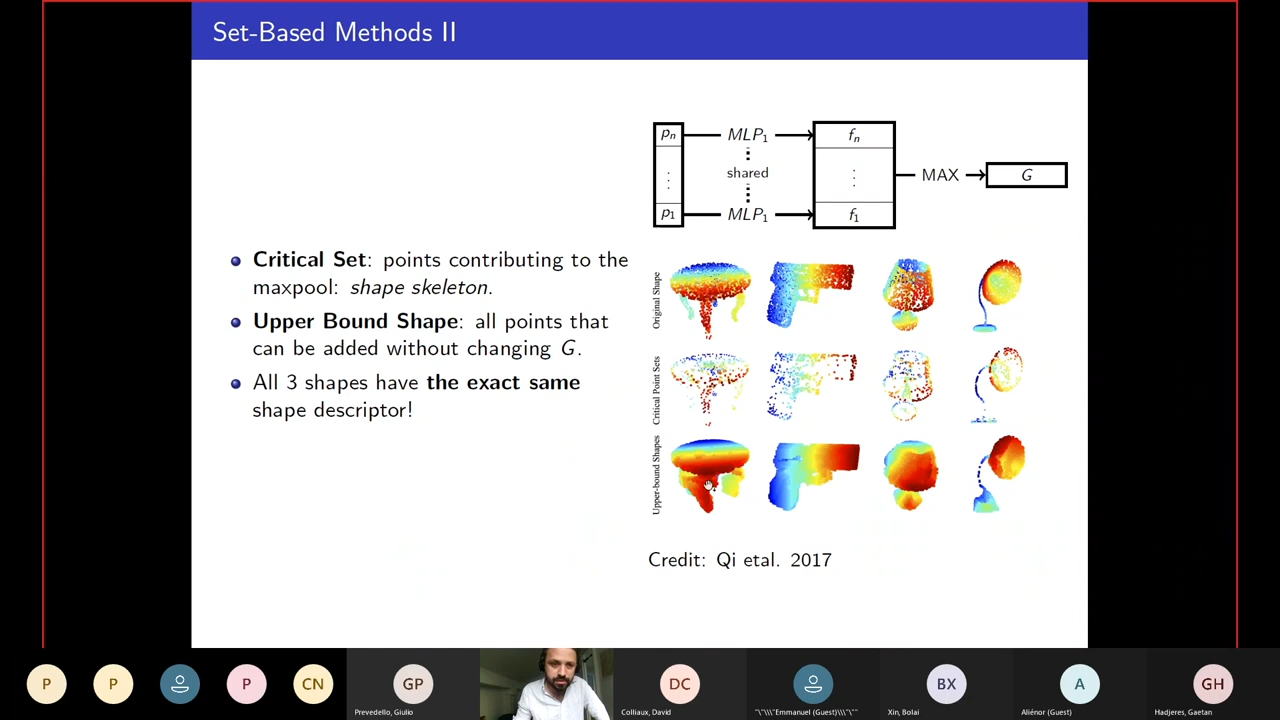 Set-Based Methods II
pn MLP1 fn
⋮ shared ⋮ MAX G
p1 MLP1 f1
Critical Set: points contributing to the
maxpool: shape skeleton.
Upper Bound Shape: all points that
can be added without changing G.
All 3 shapes have the exact same
shape descriptor!
Original Shape
Critical Point Sets
Upper-bound Shapes
Credit: Qi etal. 2017
P P P CN GP DC BX A GH
Prevedello, Giulio
Colliaux, David
"\"\\\"Emmanuel (Guest)\\\"\""
Xin, Bolai
Aliénor (Guest)
Hadjeres, Gaetan